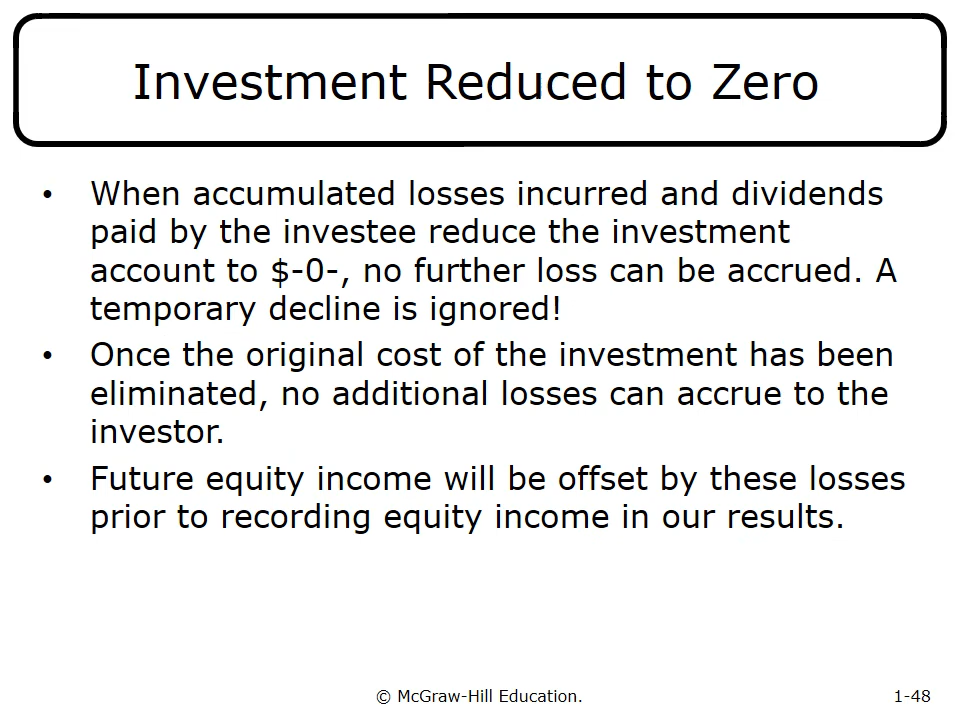 Investment Reduced to Zero
• When accumulated losses incurred and dividends
paid by the investee reduce the investment
account to $-0-, no further loss can be accrued. A
temporary decline is ignored!
• Once the original cost of the investment has been
eliminated, no additional losses can accrue to the
investor.
• Future equity income will be offset by these losses
prior to recording equity income in our results.
© McGraw-Hill Education.
1-48